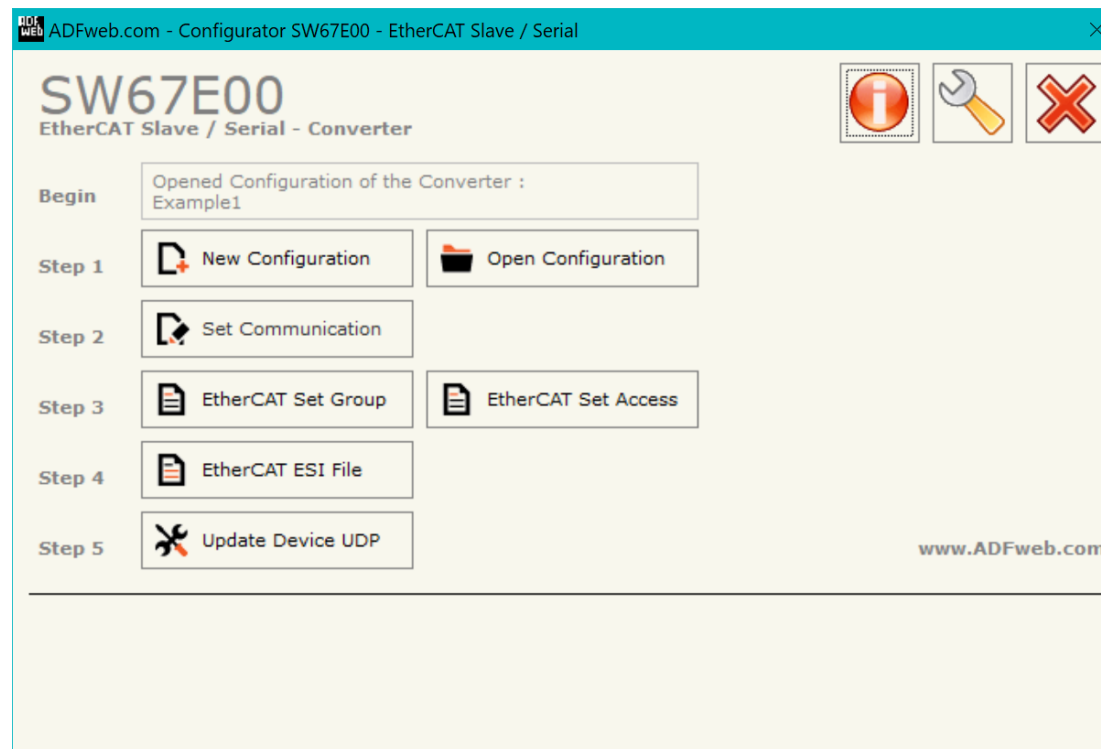 ADF web ADFweb.com - Configurator SW67E00 - EtherCAT Slave / Serial
SW67E00
EtherCAT Slave / Serial - Converter
Begin
Opened Configuration of the Converter :
Example1
Step 1
New Configuration
Open Configuration
Step 2
Set Communication
Step 3
EtherCAT Set Group
EtherCAT Set Access
Step 4
EtherCAT ESI File
Step 5
Update Device UDP
www.ADFweb.com